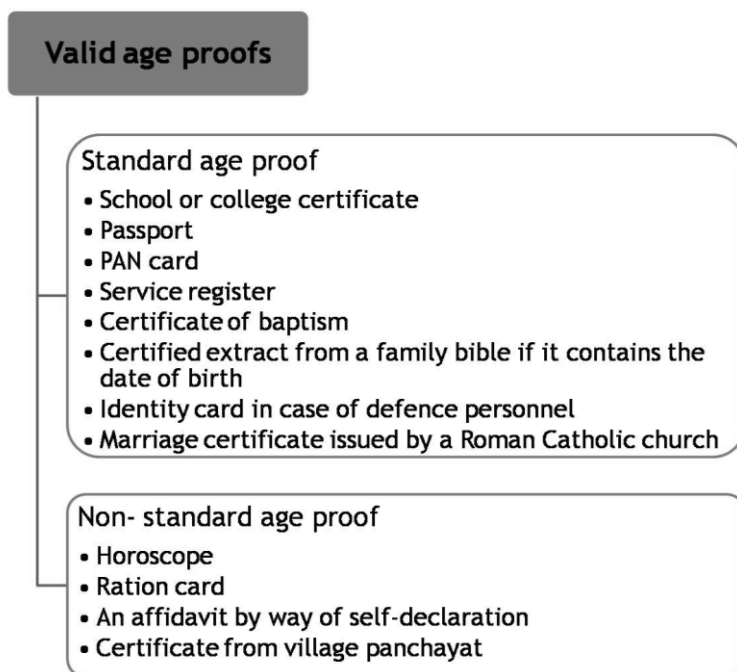 Valid age proofs
Standard age proof
• School or college certificate
• Passport
• PAN card
• Service register
• Certificate of baptism
• Certified extract from a family bible if it contains the
date of birth
• Identity card in case of defence personnel
• Marriage certificate issued by a Roman Catholic church
Non- standard age proof
• Horoscope
• Ration card
• An affidavit by way of self-declaration
• Certificate from village panchayat